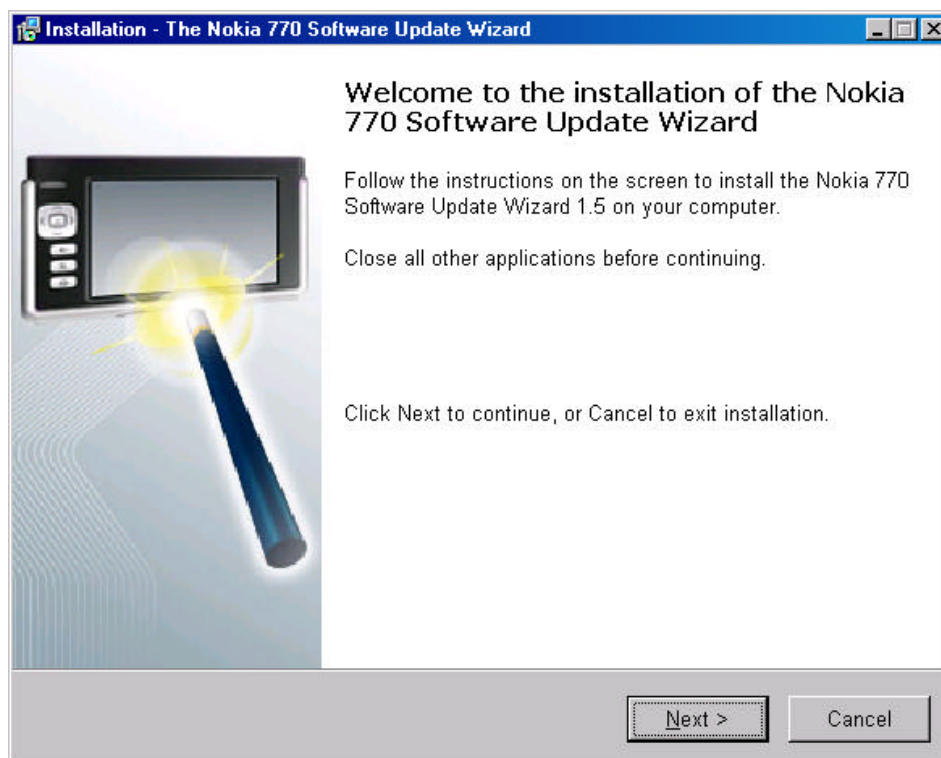 Installation - The Nokia 770 Software Update Wizard
Welcome to the installation of the Nokia
770 Software Update Wizard
Follow the instructions on the screen to install the Nokia 770
Software Update Wizard 1.5 on your computer.
Close all other applications before continuing.
Click Next to continue, or Cancel to exit installation.
Next >
Cancel